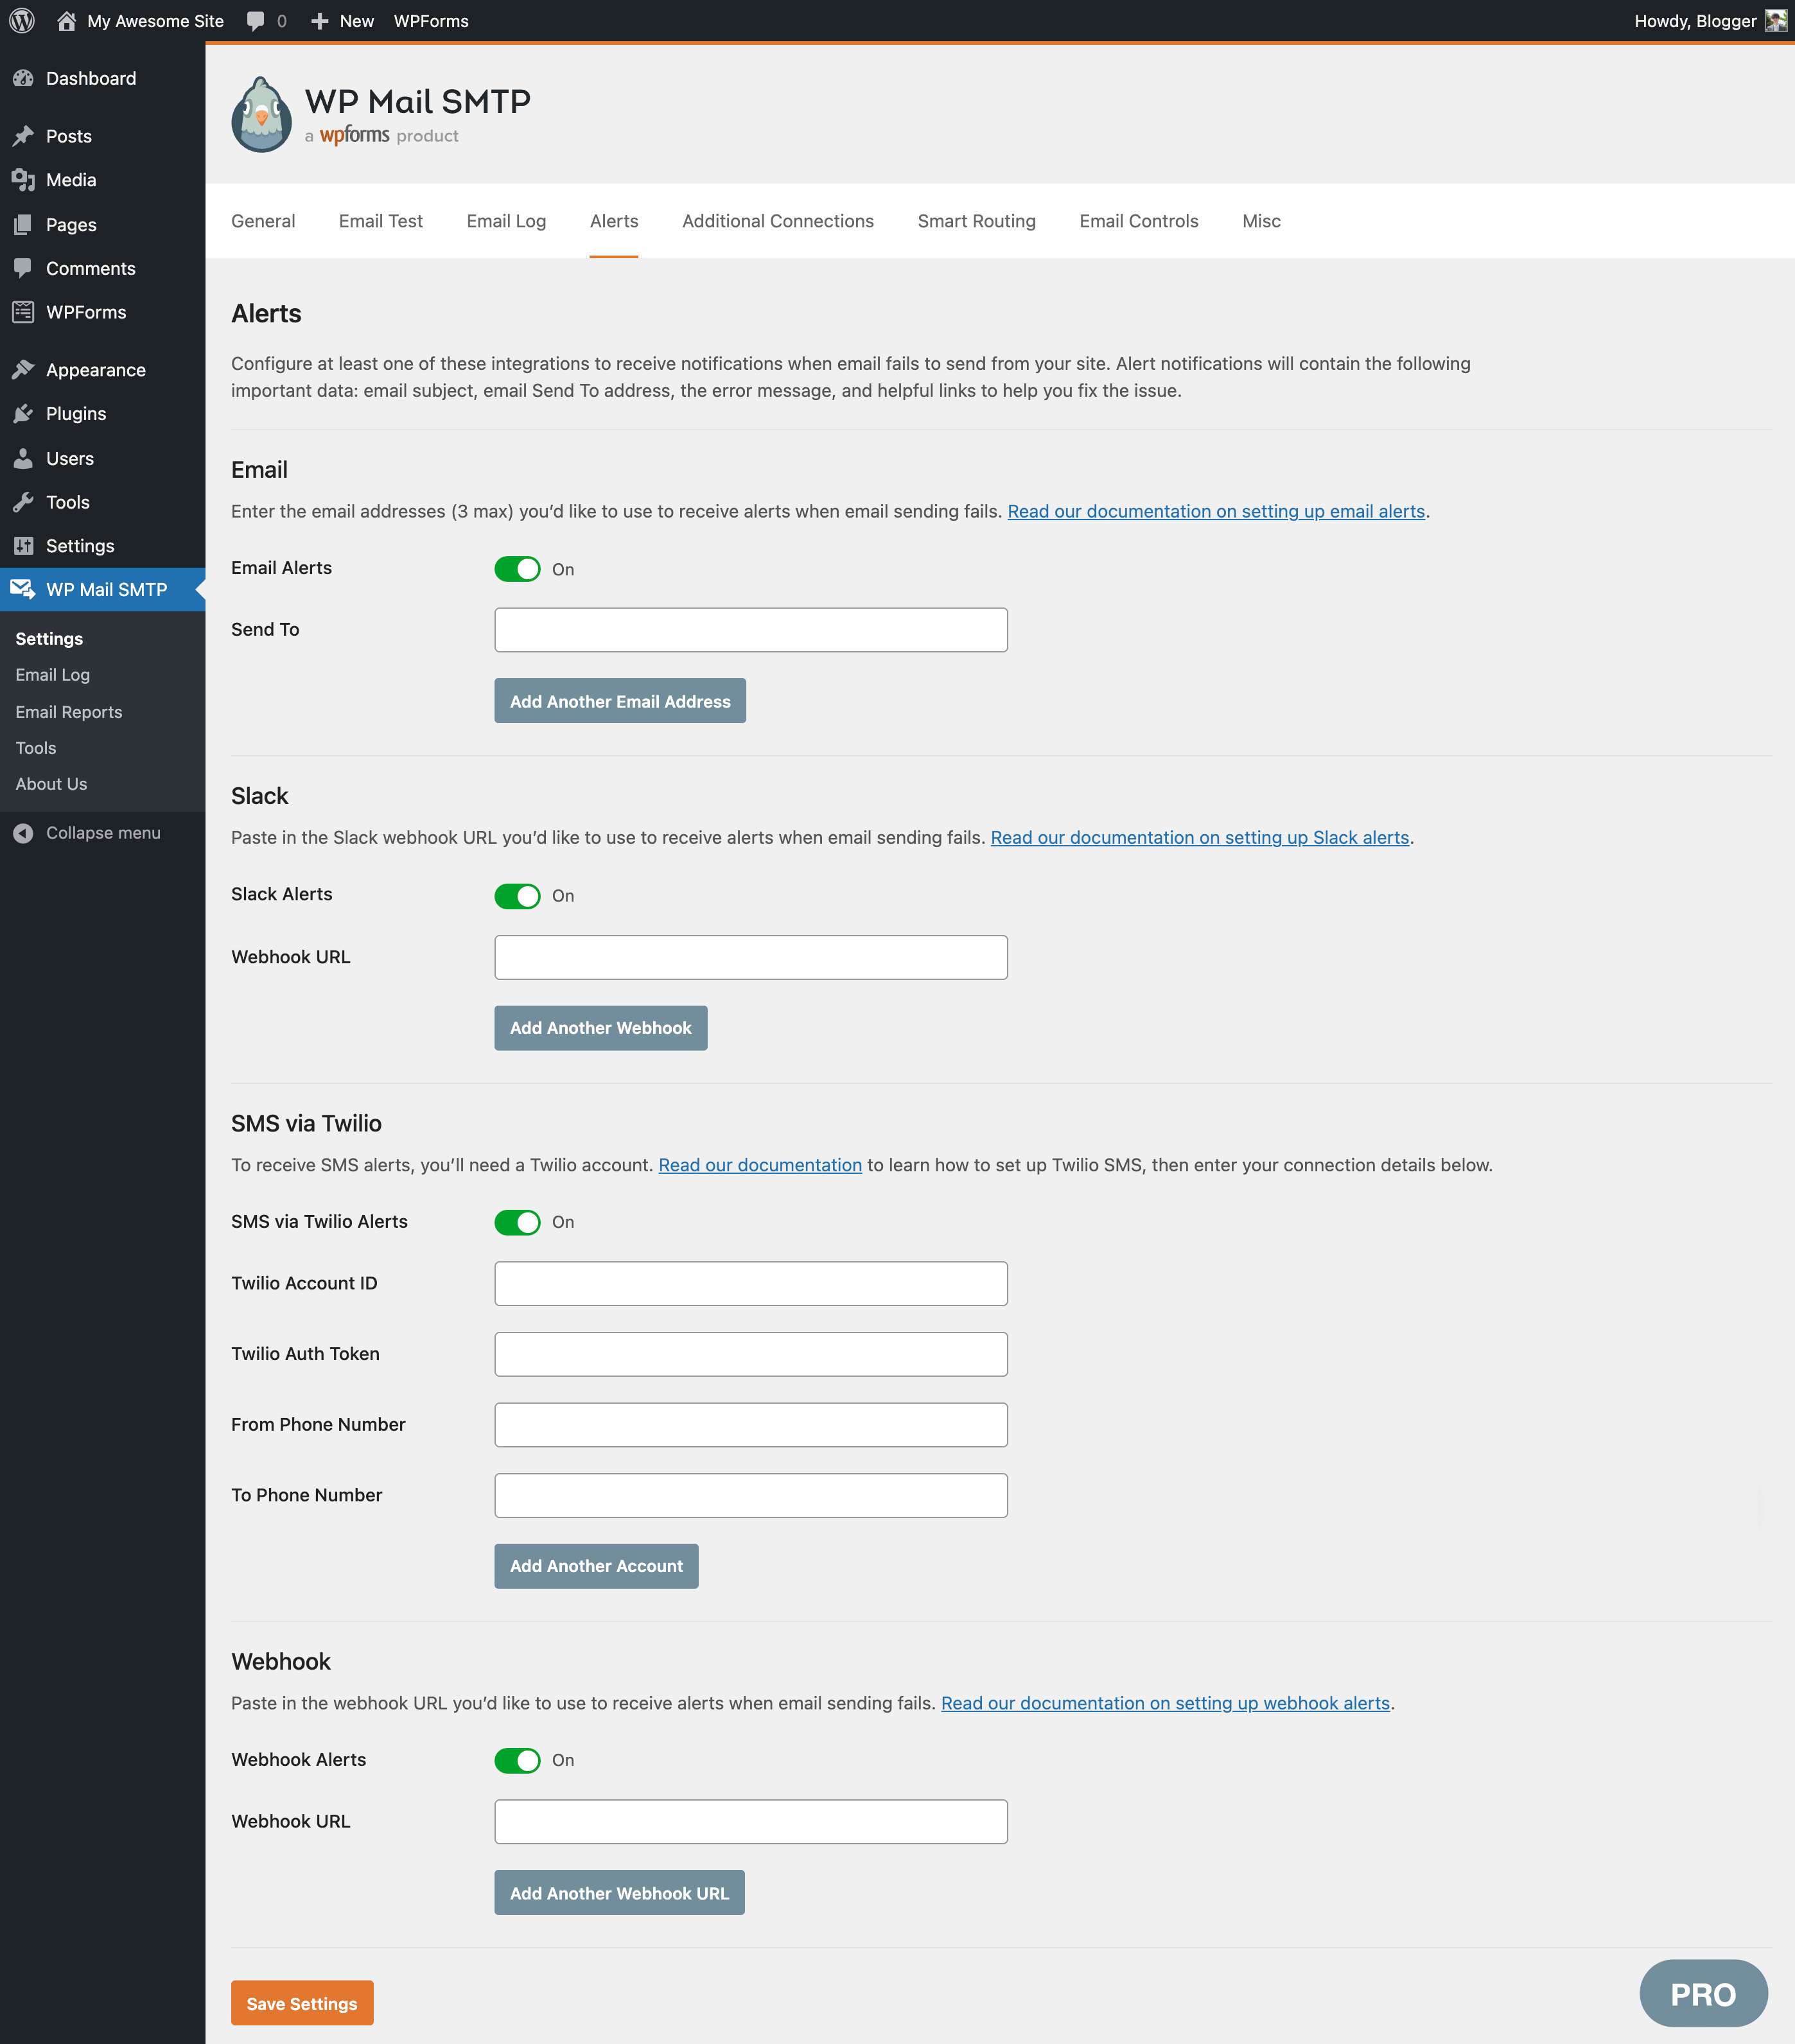 My Awesome Site 0 New WPForms Howdy, Blogger
Dashboard
Posts
Media
Pages
Comments
WPForms
Appearance
Plugins
Users
Tools
Settings
WP Mail SMTP
Settings
Email Log
Email Reports
Tools
About Us
Collapse menu
WP Mail SMTP
a wpforms product
General Email Test Email Log Alerts Additional Connections Smart Routing Email Controls Misc
Alerts
Configure at least one of these integrations to receive notifications when email fails to send from your site. Alert notifications will contain the following
important data: email subject, email Send To address, the error message, and helpful links to help you fix the issue.
Email
Enter the email addresses (3 max) you’d like to use to receive alerts when email sending fails. Read our documentation on setting up email alerts.
Email Alerts On
Send To
Add Another Email Address
Slack
Paste in the Slack webhook URL you’d like to use to receive alerts when email sending fails. Read our documentation on setting up Slack alerts.
Slack Alerts On
Webhook URL
Add Another Webhook
SMS via Twilio
To receive SMS alerts, you’ll need a Twilio account. Read our documentation to learn how to set up Twilio SMS, then enter your connection details below.
SMS via Twilio Alerts On
Twilio Account ID
Twilio Auth Token
From Phone Number
To Phone Number
Add Another Account
Webhook
Paste in the webhook URL you’d like to use to receive alerts when email sending fails. Read our documentation on setting up webhook alerts.
Webhook Alerts On
Webhook URL
Add Another Webhook URL
Save Settings
PRO